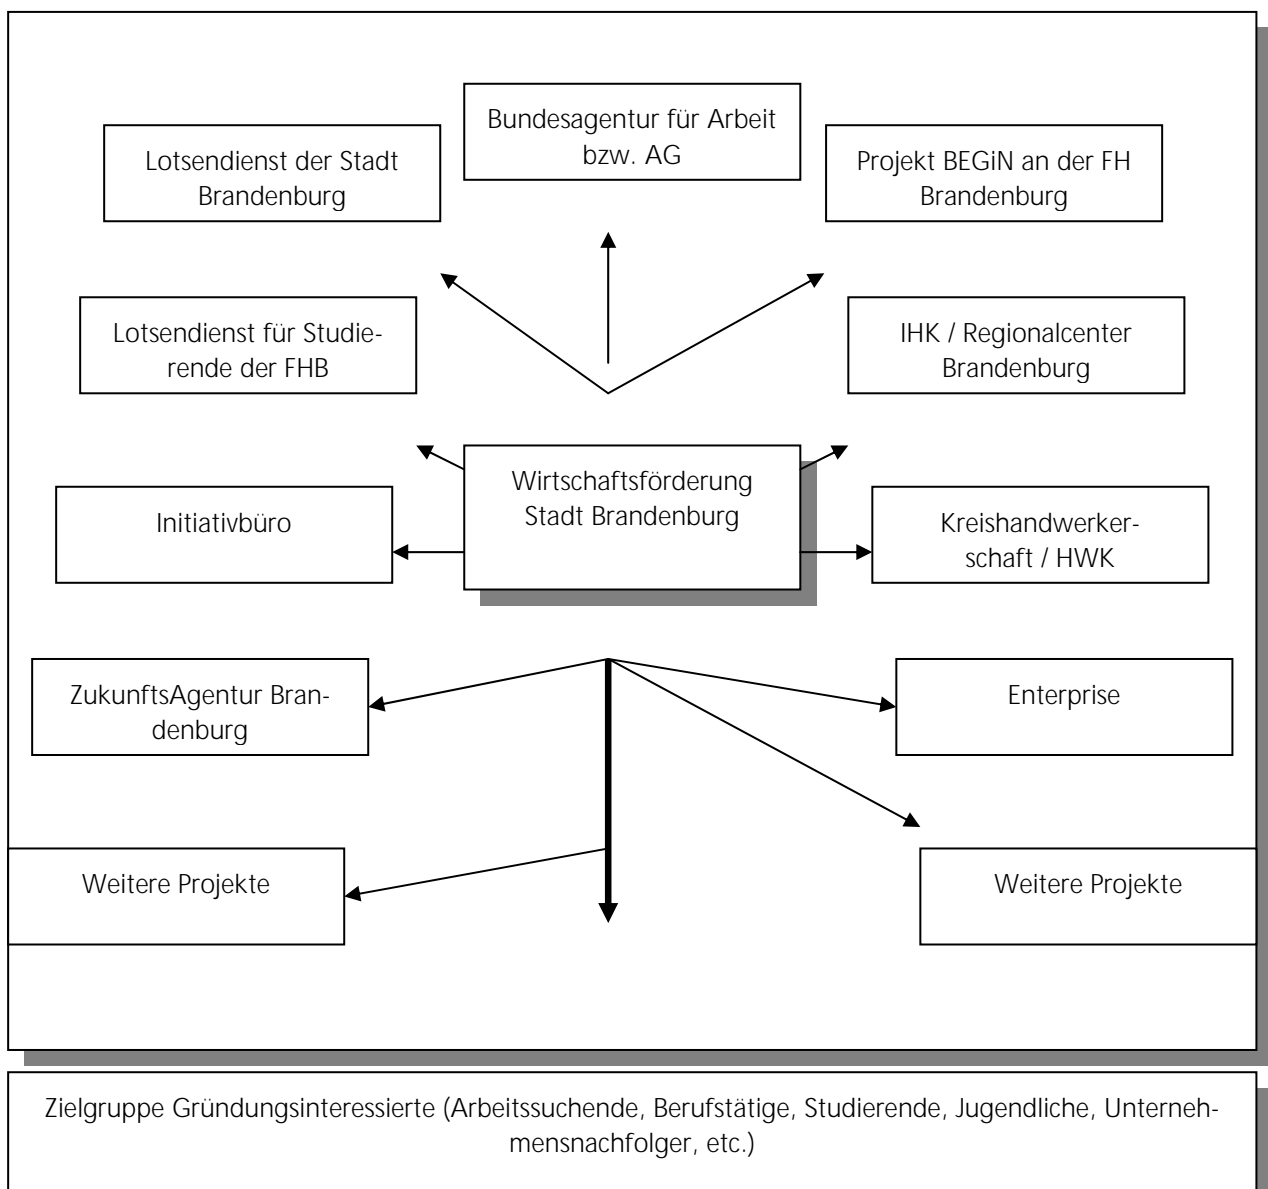 Bundesagentur für Arbeit
bzw. AG
Lotsendienst der Stadt
Brandenburg
Projekt BEGiN an der FH
Brandenburg
Lotsendienst für Studie-
rende der FHB
IHK / Regionalcenter
Brandenburg
Wirtschaftsförderung
Stadt Brandenburg
Initiativbüro
Kreishandwerker-
schaft / HWK
ZukunftsAgentur Bran-
denburg
Enterprise
Weitere Projekte
Weitere Projekte
Zielgruppe Gründungsinteressierte (Arbeitssuchende, Berufstätige, Studierende, Jugendliche, Unterneh-
mensnachfolger, etc.)